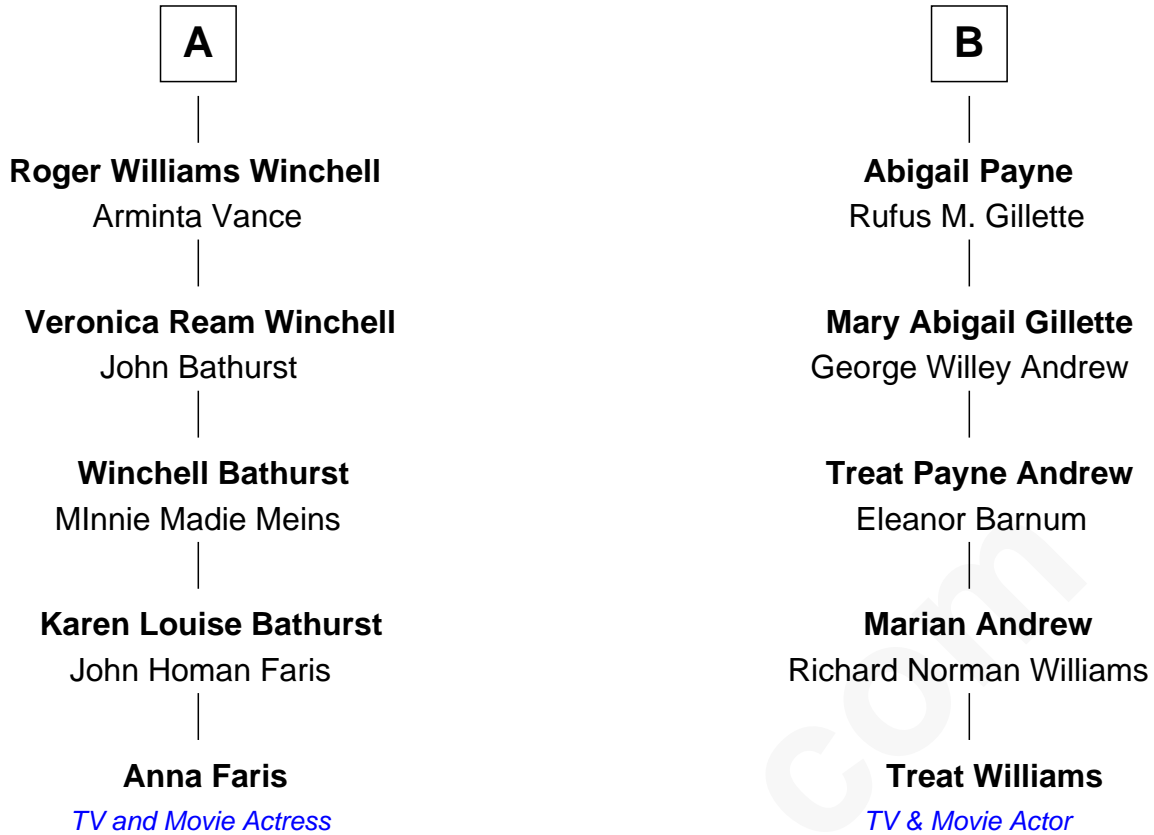 A
Roger Williams Winchell
Arminta Vance
Veronica Ream Winchell
John Bathurst
Winchell Bathurst
MInnie Madie Meins
Karen Louise Bathurst
John Homan Faris
Anna Faris
TV and Movie Actress
B
Abigail Payne
Rufus M. Gillette
Mary Abigail Gillette
George Willey Andrew
Treat Payne Andrew
Eleanor Barnum
Marian Andrew
Richard Norman Williams
Treat Williams
TV & Movie Actor
com